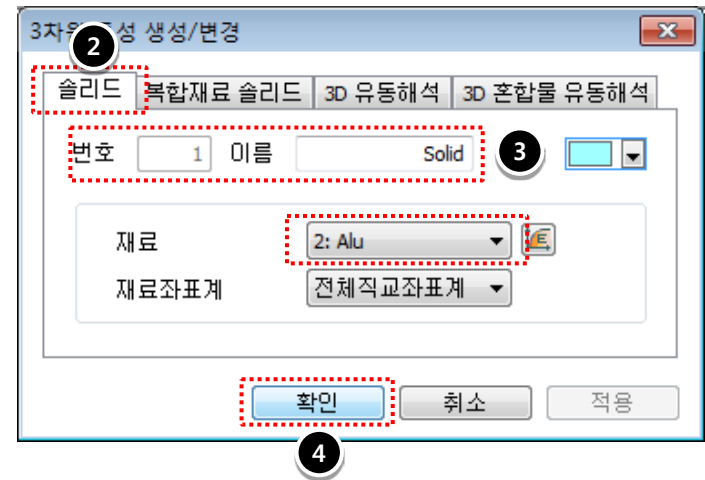 3차원 특성 생성/변경
2
솔리드 복합재료 솔리드 3D 유동해석 3D 혼합물 유동해석
번호 1 이름 Solid 3
재료 2: Alu
재료좌표계 전체직교좌표계
확인 취소 적용
4